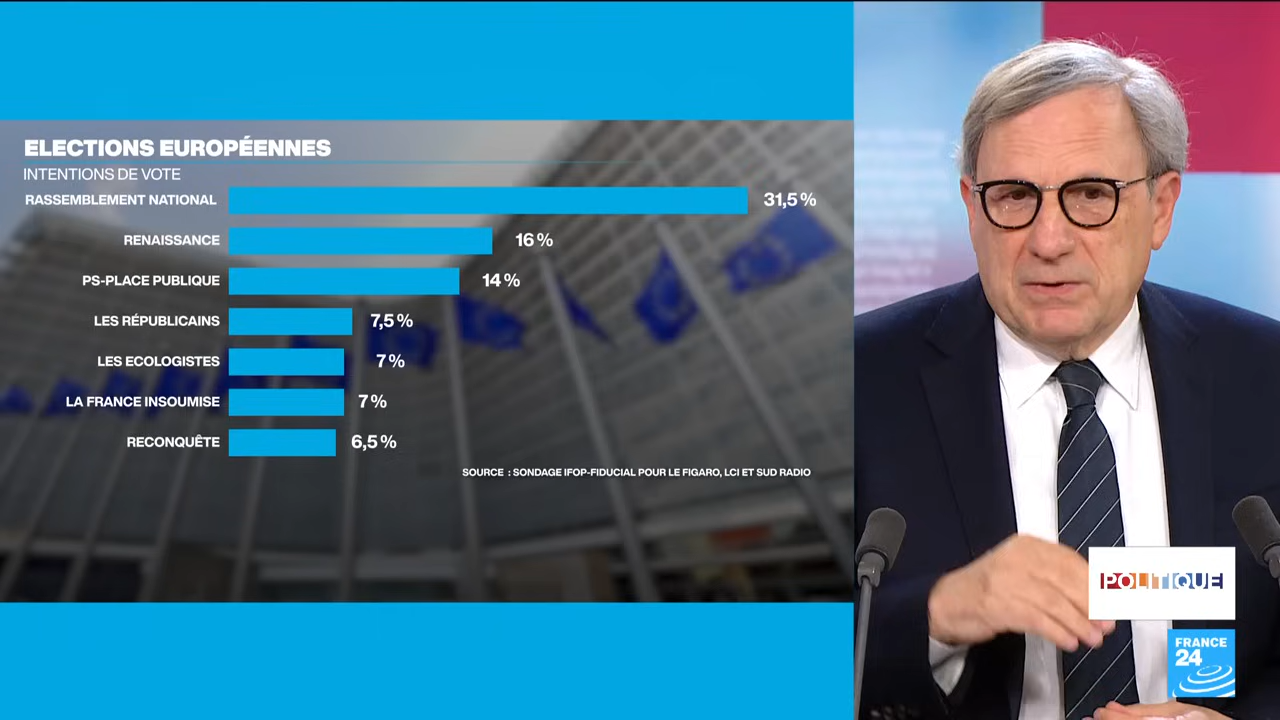 ELECTIONS EUROPÉENNES
INTENTIONS DE VOTE
RASSEMBLEMENT NATIONAL 31,5 %
RENAISSANCE 16 %
PS-PLACE PUBLIQUE 14 %
LES RÉPUBLICAINS 7,5 %
LES ECOLOGISTES 7 %
LA FRANCE INSOUMISE 7 %
RECONQUÊTE 6,5 %
SOURCE : SONDAGE IFOP-FIDUCIAL POUR LE FIGARO, LCI ET SUD RADIO
POLITIQUE
FRANCE
24